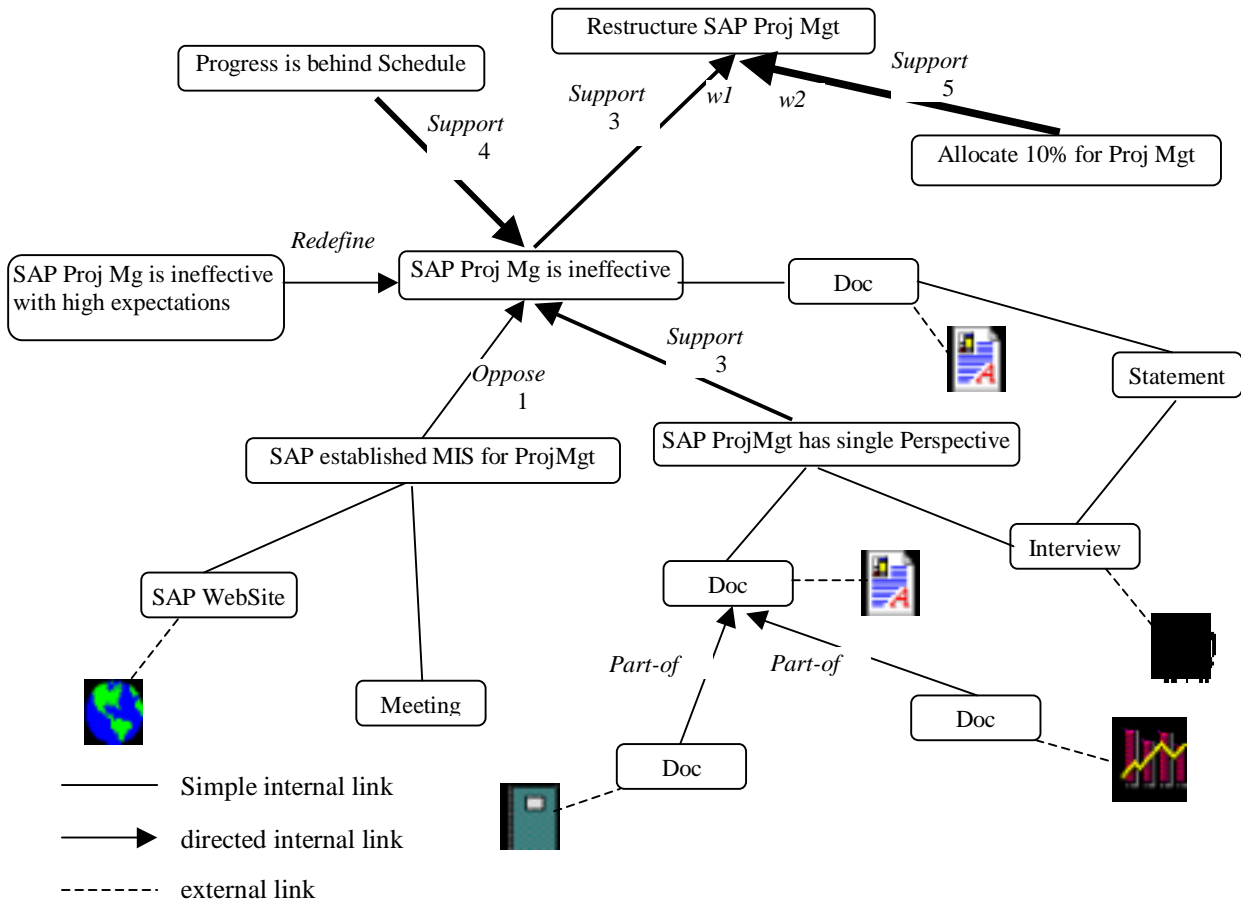 Restructure SAP Proj Mgt
Progress is behind Schedule
Support
5
Support
3
w1
w2
Support
4
Allocate 10% for Proj Mgt
Redefine
SAP Proj Mg is ineffective
with high expectations
SAP Proj Mg is ineffective
Doc
Support
3
Oppose
1
Statement
SAP established MIS for ProjMgt
SAP ProjMgt has single Perspective
Interview
SAP WebSite
Doc
Part-of
Part-of
Meeting
Doc
Doc
Simple internal link
directed internal link
external link